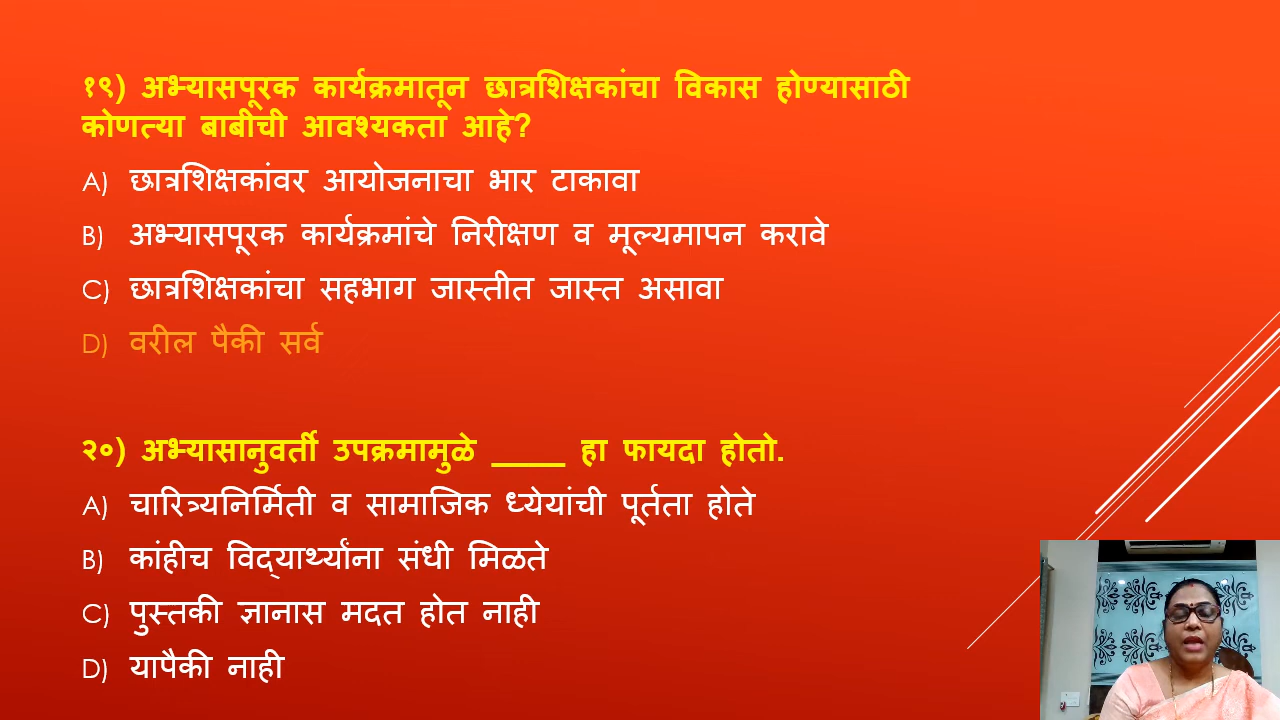 १९) अभ्यासपूरक कार्यक्रमातून छात्रशिक्षकांचा विकास होण्यासाठी
कोणत्या बाबीची आवश्यकता आहे?
A) छात्रशिक्षकांवर आयोजनाचा भार टाकावा
B) अभ्यासपूरक कार्यक्रमांचे निरीक्षण व मूल्यमापन करावे
C) छात्रशिक्षकांचा सहभाग जास्तीत जास्त असावा
D) वरील पैकी सर्व
२०) अभ्यासानुवर्ती उपक्रमामुळे _____ हा फायदा होतो.
A) चारित्र्यनिर्मिती व सामाजिक ध्येयांची पूर्तता होते
B) कांहीच विद्‌यार्थ्यांना संधी मिळते
C) पुस्तकी ज्ञानास मदत होत नाही
D) यापैकी नाही